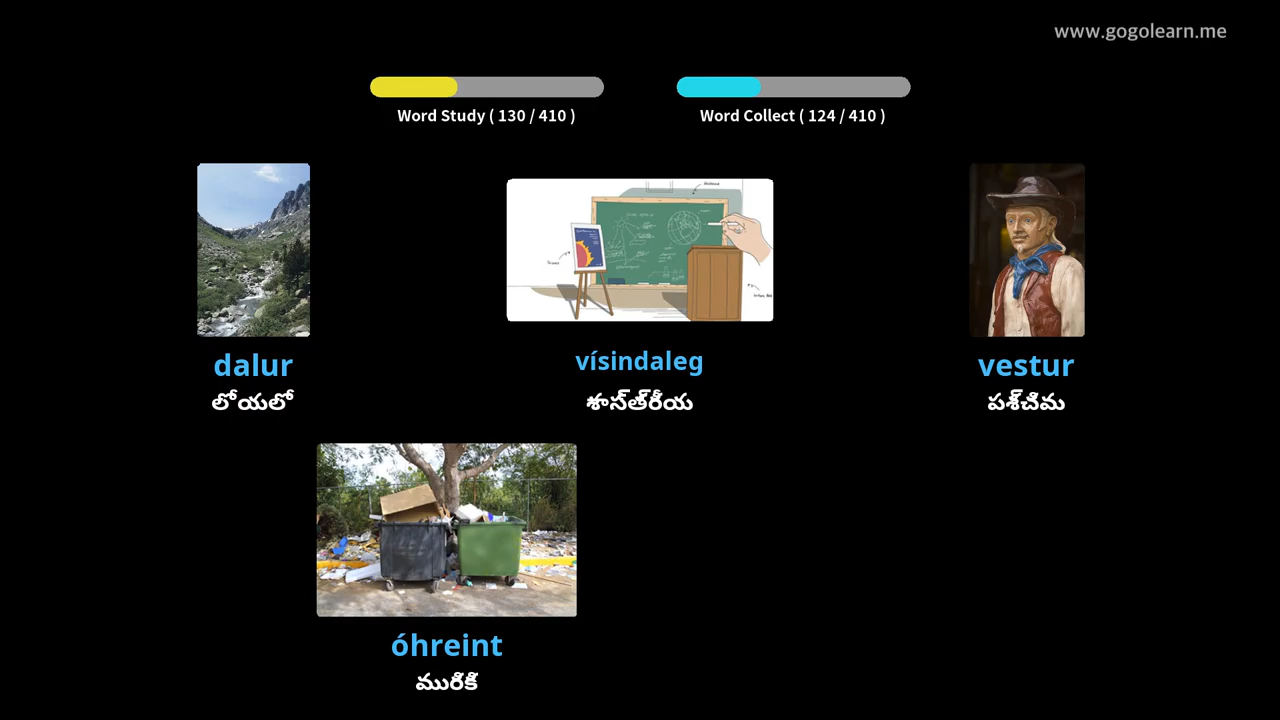 www.gogolearn.me
Word Study ( 130 / 410 )
Word Collect ( 124 / 410 )
dalur
vísindaleg
vestur
లోయలో
శాస్త్రీయ
పశ్చిమ
óhreint
మురికి